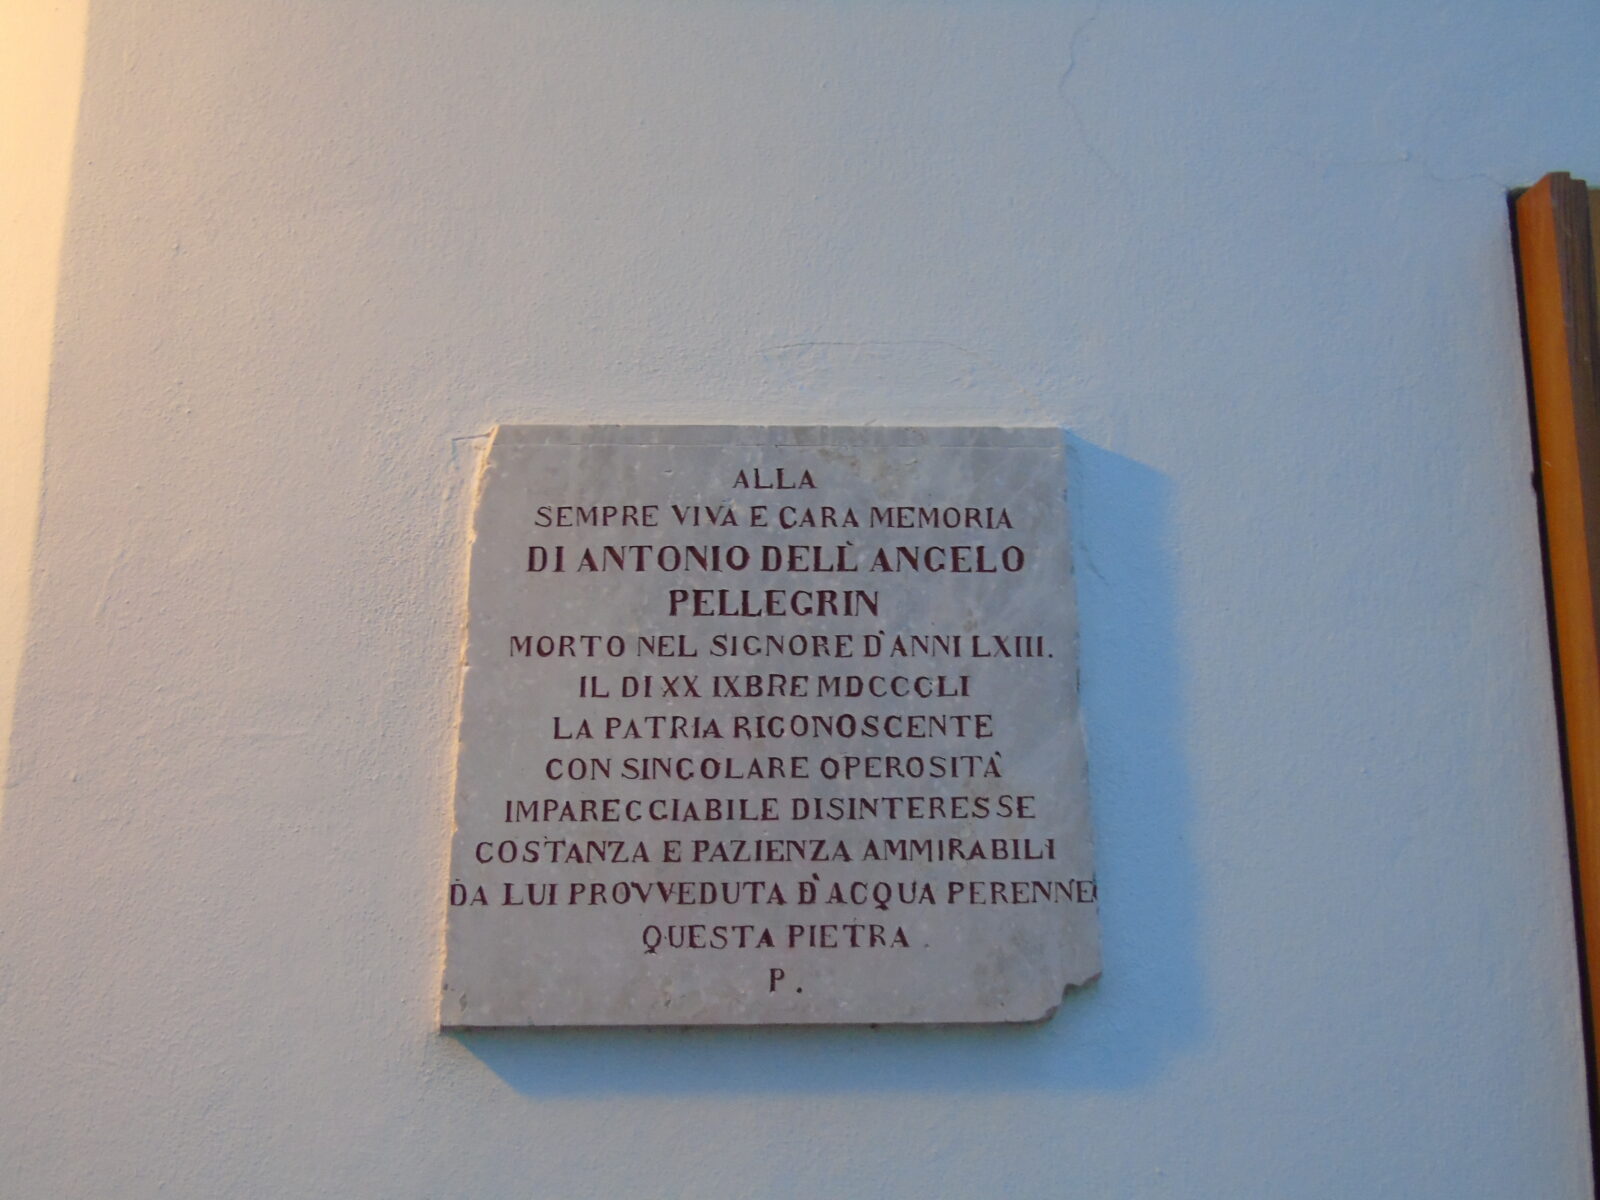 ALLA
SEMPRE VIVA E CARA MEMORIA
DI ANTONIO DELL' ANGELO
PELLEGRIN
MORTO NEL SIGNORE D'ANNI LXIII.
IL DI XX IXBRE MDCCCLI
LA PATRIA RICONOSCENTE
CON SINGOLARE OPEROSITÀ
IMPAREGGIABILE DISINTERESSE
COSTANZA E PAZIENZA AMMIRABILI
DA LUI PROVVEDUTA D'ACQUA PERENNE
QUESTA PIETRA
P.